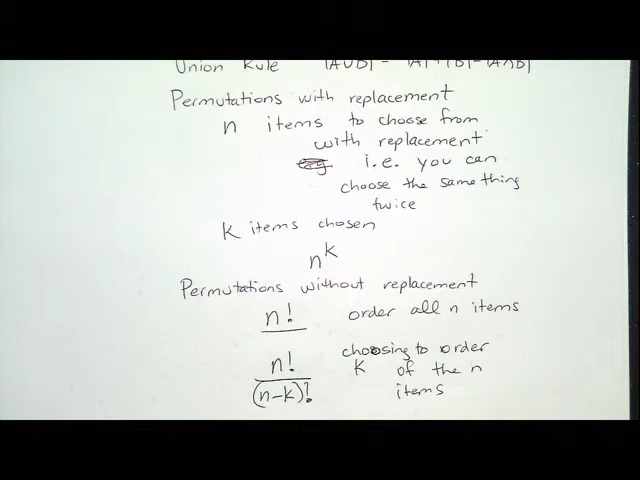 Union Rule |A∪B| = |A|+|B|-|A∩B|
Permutations with replacement
n items to choose from
with replacement
i.e. you can
choose the same thing
twice
K items chosen
n^k
Permutations without replacement
n! order all n items
n! choosing to order
k of the n
(n-k)! items